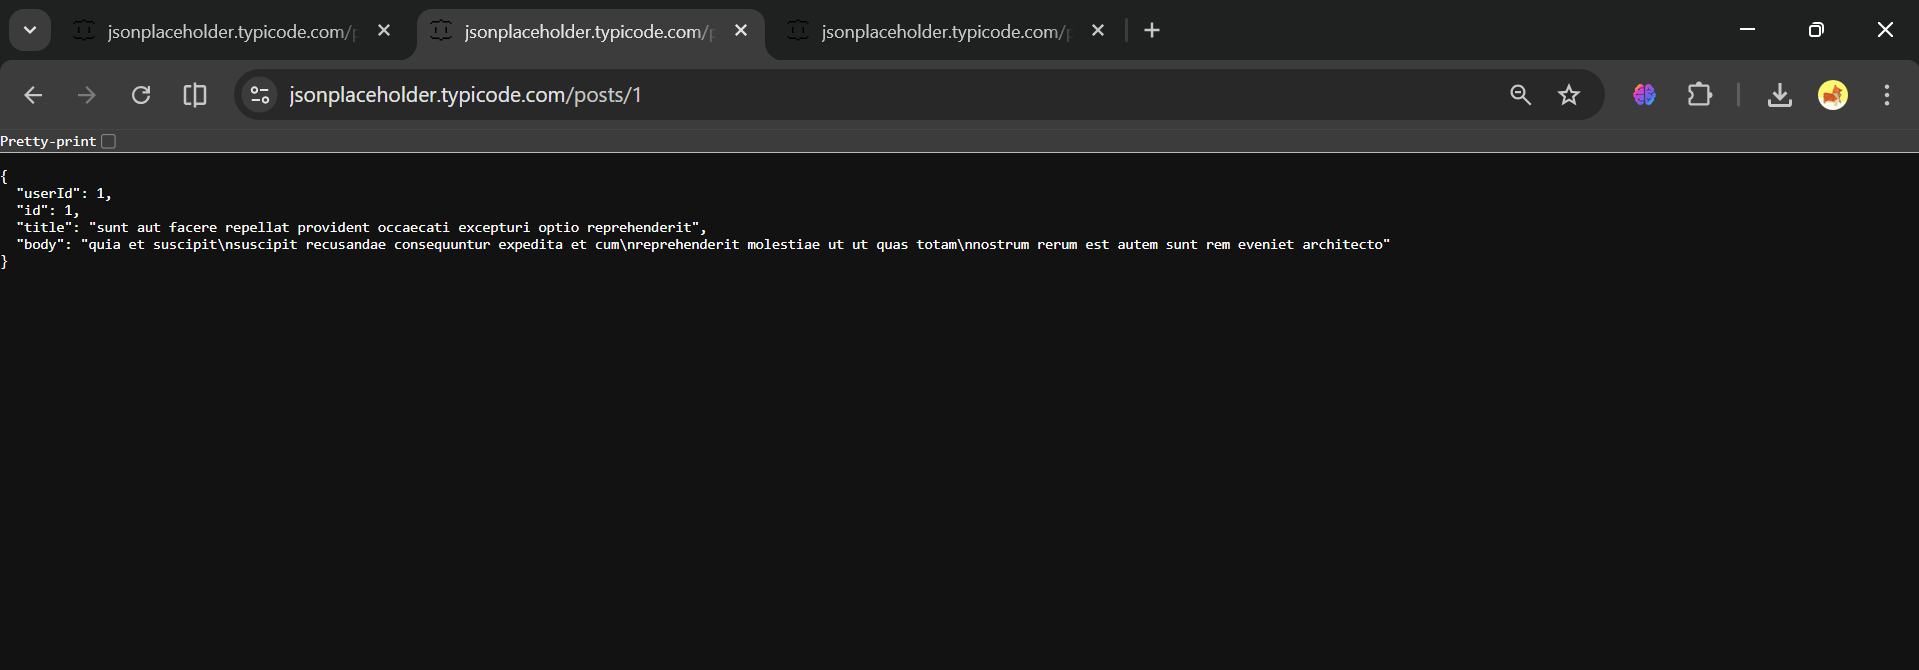 jsonplaceholder.typicode.com/p
jsonplaceholder.typicode.com/p
jsonplaceholder.typicode.com/p
jsonplaceholder.typicode.com/posts/1
Pretty-print
{
  "userId": 1,
  "id": 1,
  "title": "sunt aut facere repellat provident occaecati excepturi optio reprehenderit",
  "body": "quia et suscipit\nsuscipit recusandae consequuntur expedita et cum\nreprehenderit molestiae ut ut quas totam\nnostrum rerum est autem sunt rem eveniet architecto"
}